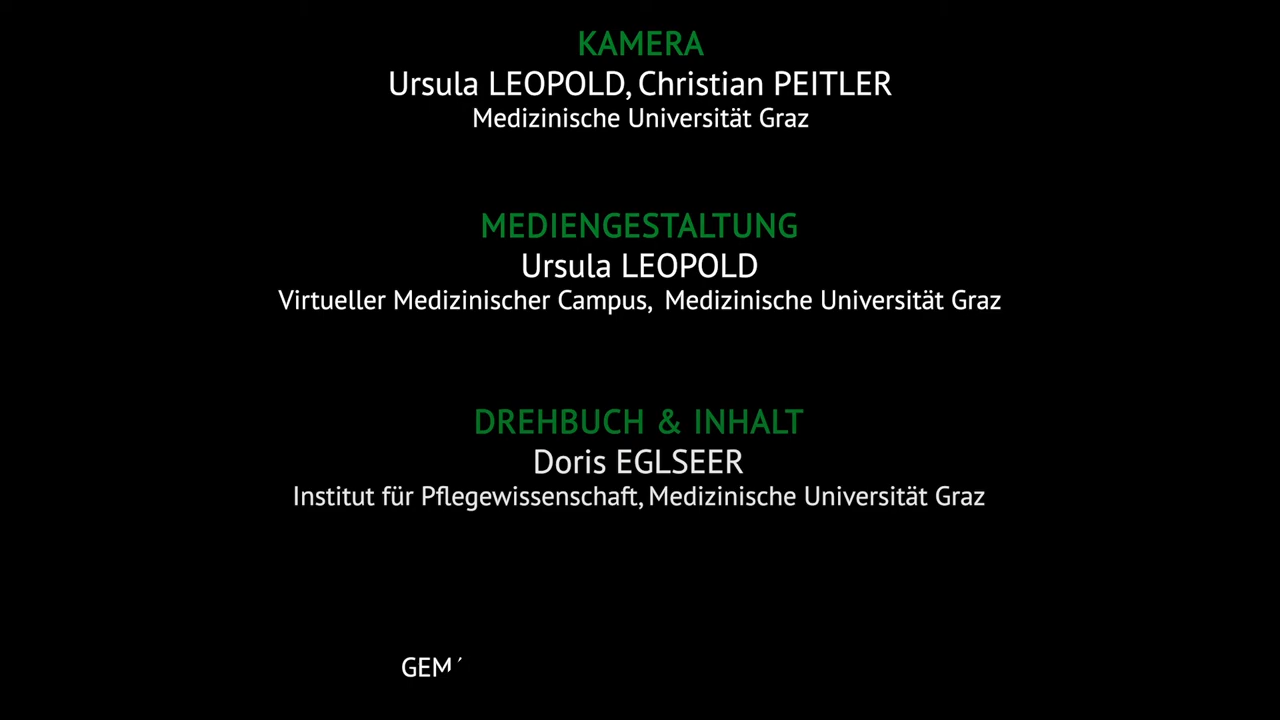 KAMERA
Ursula LEOPOLD, Christian PEITLER
Medizinische Universität Graz
MEDIENGESTALTUNG
Ursula LEOPOLD
Virtueller Medizinischer Campus, Medizinische Universität Graz
DREHBUCH & INHALT
Doris EGLSEER
Institut für Pflegewissenschaft, Medizinische Universität Graz